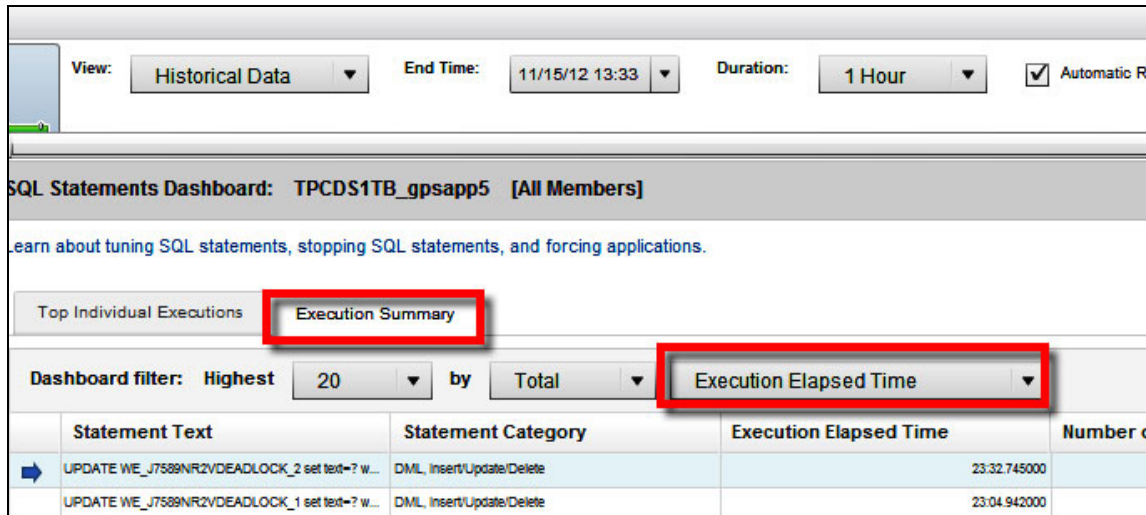 View: Historical Data End Time: 11/15/12 13:33 Duration: 1 Hour Automatic R
SQL Statements Dashboard: TPCDS1TB_gpsapp5 [All Members]
Learn about tuning SQL statements, stopping SQL statements, and forcing applications.
Top Individual Executions Execution Summary
Dashboard filter: Highest 20 by Total Execution Elapsed Time
Statement Text Statement Category Execution Elapsed Time Number
UPDATE WE_J7589NR2VDEADLOCK_2 set text=? w... DML, Insert/Update/Delete 23:32.745000
UPDATE WE_J7589NR2VDEADLOCK_1 set text=? w... DML, Insert/Update/Delete 23:04.942000